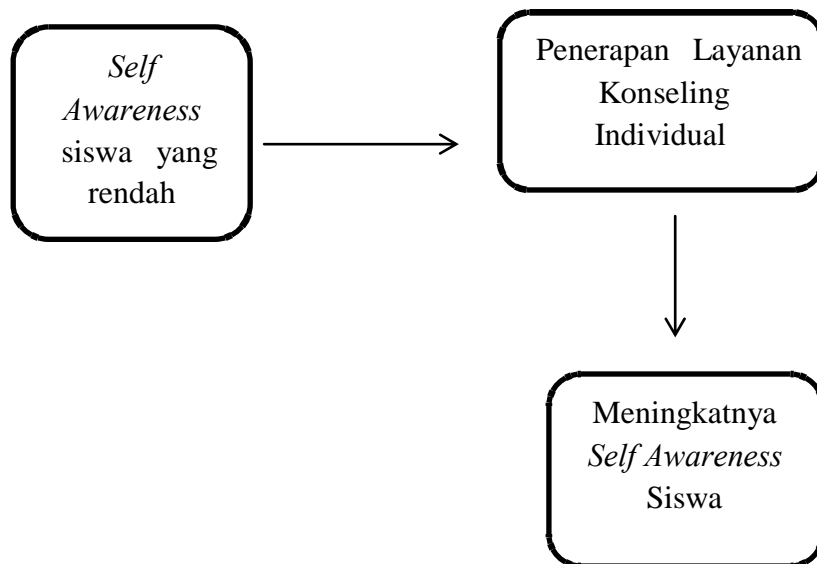 Self
Awareness
siswa yang
rendah
Penerapan Layanan
Konseling
Individual
Meningkatnya
Self Awareness
Siswa